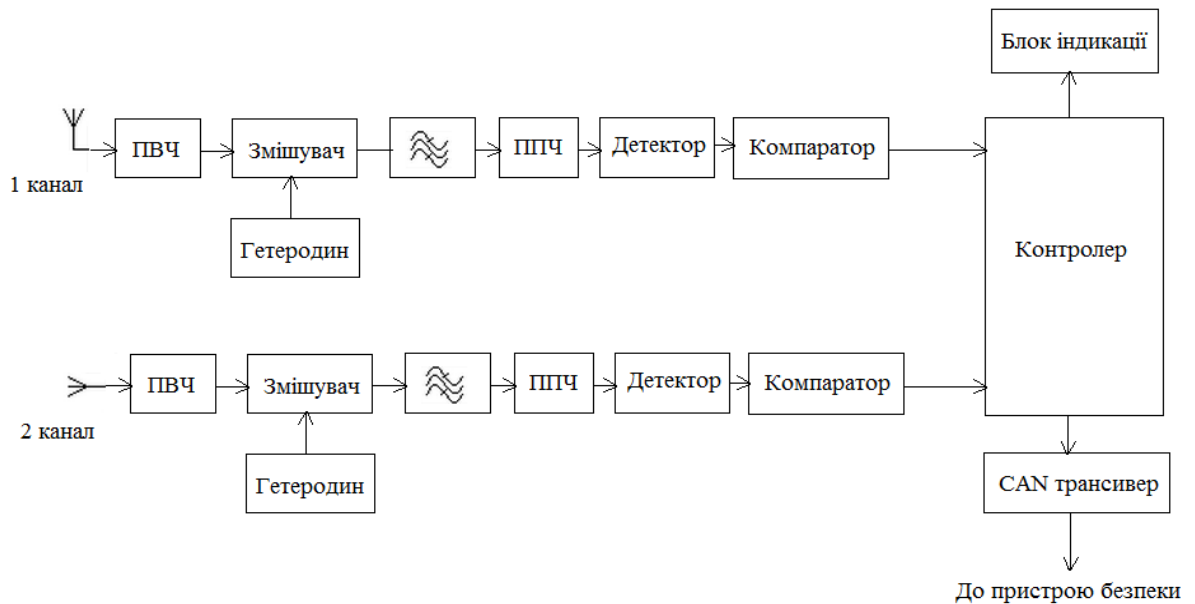 Блок індикації
ПВЧ
Змішувач
ППЧ
Детектор
Компаратор
1 канал
Гетеродин
Контролер
ПВЧ
Змішувач
ППЧ
Детектор
Компаратор
2 канал
Гетеродин
CAN трансивер
До пристрою безпеки